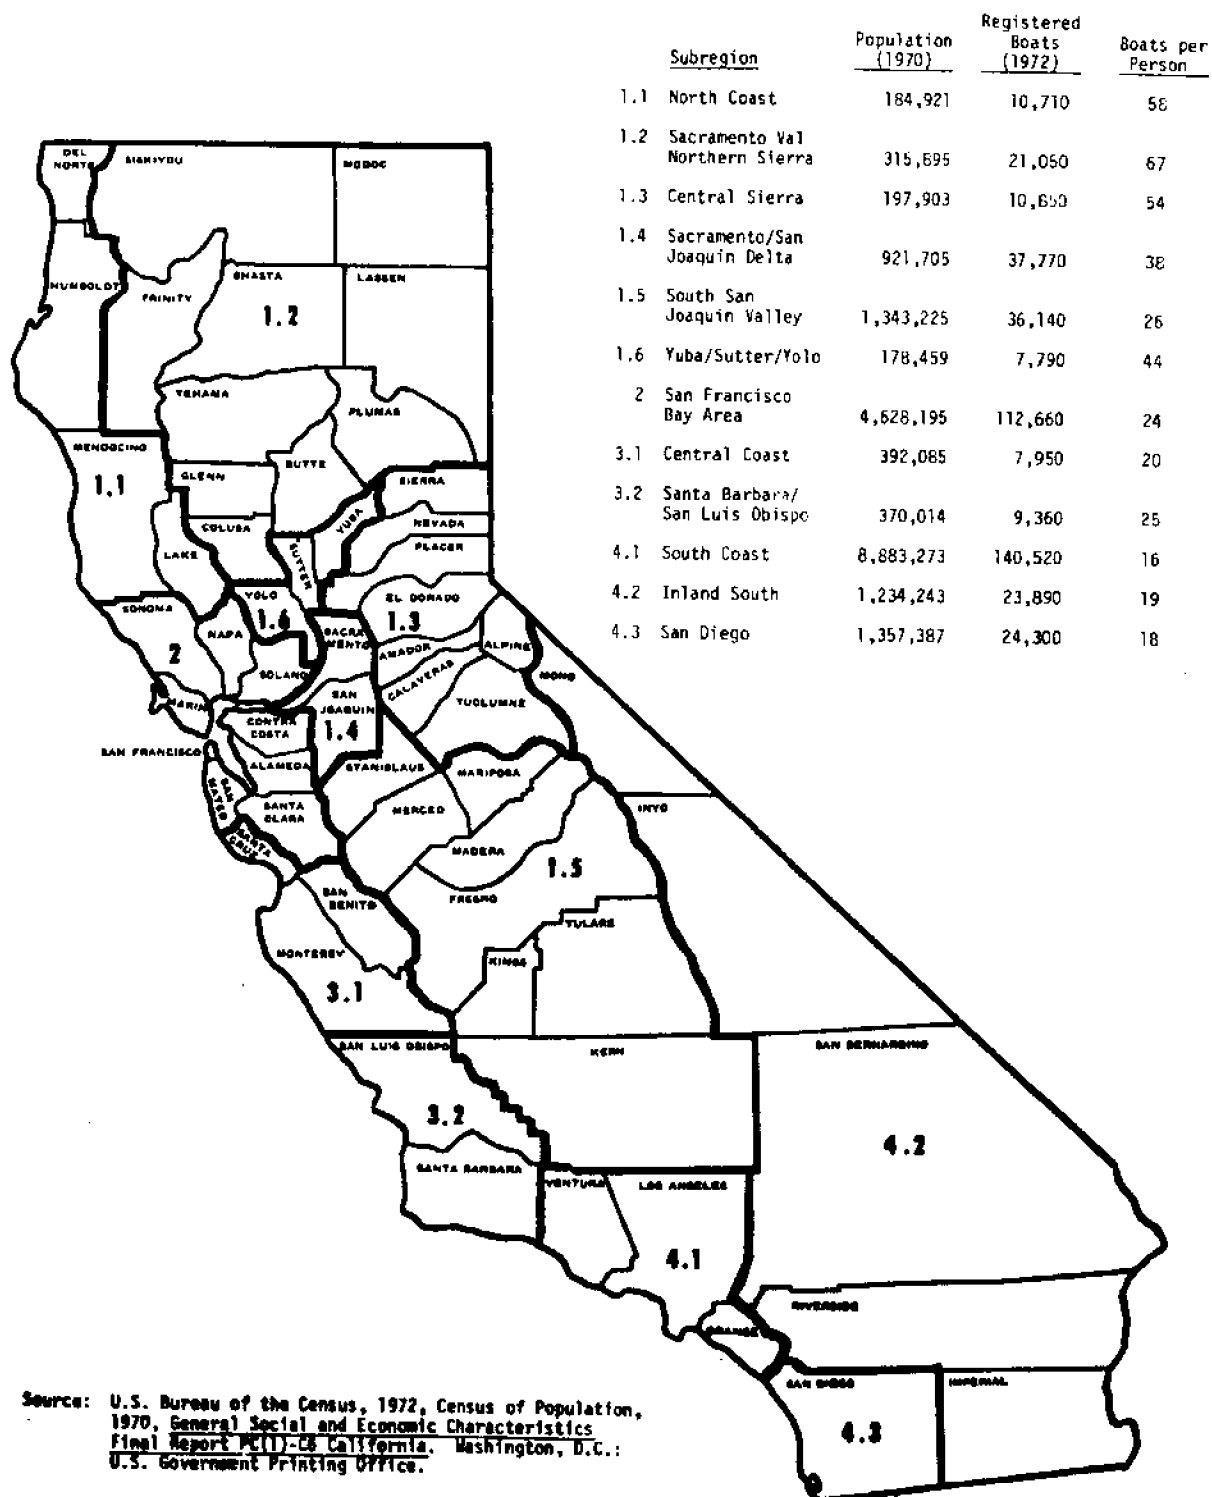 Subregion Population (1970) Registered Boats (1972) Boats per Person
1.1 North Coast 184,921 10,710 58
1.2 Sacramento Val
Northern Sierra 315,695 21,050 67
1.3 Central Sierra 197,903 54
1.4 Sacramento/San
Joaquin Delta 921,705 37,770 38
1.5 South San
Joaquin Valley 1,343,225 36,140 26
1.6 Yuba/Sutter/Yolo 178,459 7,790 44
2 San Francisco
Bay Area 4,628,195 112,660 24
3.1 Central Coast 392,085 7,950 20
3.2 Santa Barbara/
San Luis Obispo 370,014 9,360 25
4.1 South Coast 8,883,273 140,520 16
4.2 Inland South 1,234,243 23,890 19
4.3 San Diego 1,357,387 24,300 18
DEL NORTE
SISKIYOU
MODOC
HUMBOLDT
TRINITY
SHASTA
LASSEN
1.2
TEHAMA
PLUMAS
MENDOCINO
GLENN
BUTTE
SIERRA
1.1
YUBA
COLUSA
NEVADA
LAKE
SUTTER
PLACER
YOLO
EL DORADO
SONOMA
1.6
NAPA
SACRA
MENTO
1.3
AMADOR
ALPINE
2
SOLANO
CALAVERAS
MONO
MARIN
SAN
JOAQUIN
TUOLUMNE
CONTRA
COSTA
1.4
SAN FRANCISCO
ALAMEDA
STANISLAUS
MARIPOSA
SAN
MATEO
SANTA
CLARA
MERCED
INYO
SANTA
CRUZ
MADERA
1.5
SAN
BENITO
FRESNO
TULARE
MONTEREY
KINGS
3.1
SAN LUIS OBISPO
KERN
SAN BERNARDINO
3.2
4.2
SANTA BARBARA
VENTURA
LOS ANGELES
4.1
RIVERSIDE
ORANGE
SAN DIEGO
IMPERIAL
4.3
Source: U.S. Bureau of the Census, 1972, Census of Population,
1970, General Social and Economic Characteristics
Final Report PC(1)-C6 California. Washington, D.C.:
U.S. Government Printing Office.